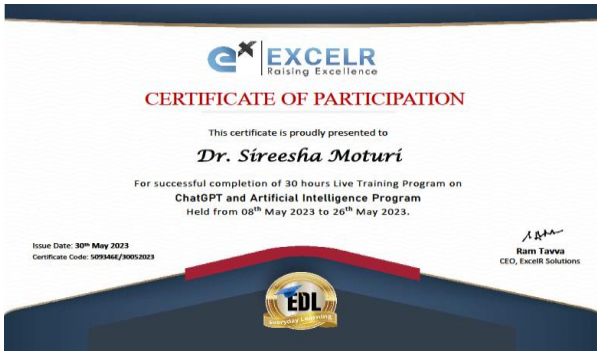 ex EXCELR
Raising Excellence
CERTIFICATE OF PARTICIPATION
This certificate is proudly presented to
Dr. Sireesha Moturi
For successful completion of 30 hours Live Training Program on
ChatGPT and Artificial Intelligence Program
Held from 08th May 2023 to 26th May 2023.
Issue Date: 30th May 2023
Certificate Code: 509346E/30052023
Ram Tavva
CEO, ExcelR Solutions
EDL
Everyday Learning